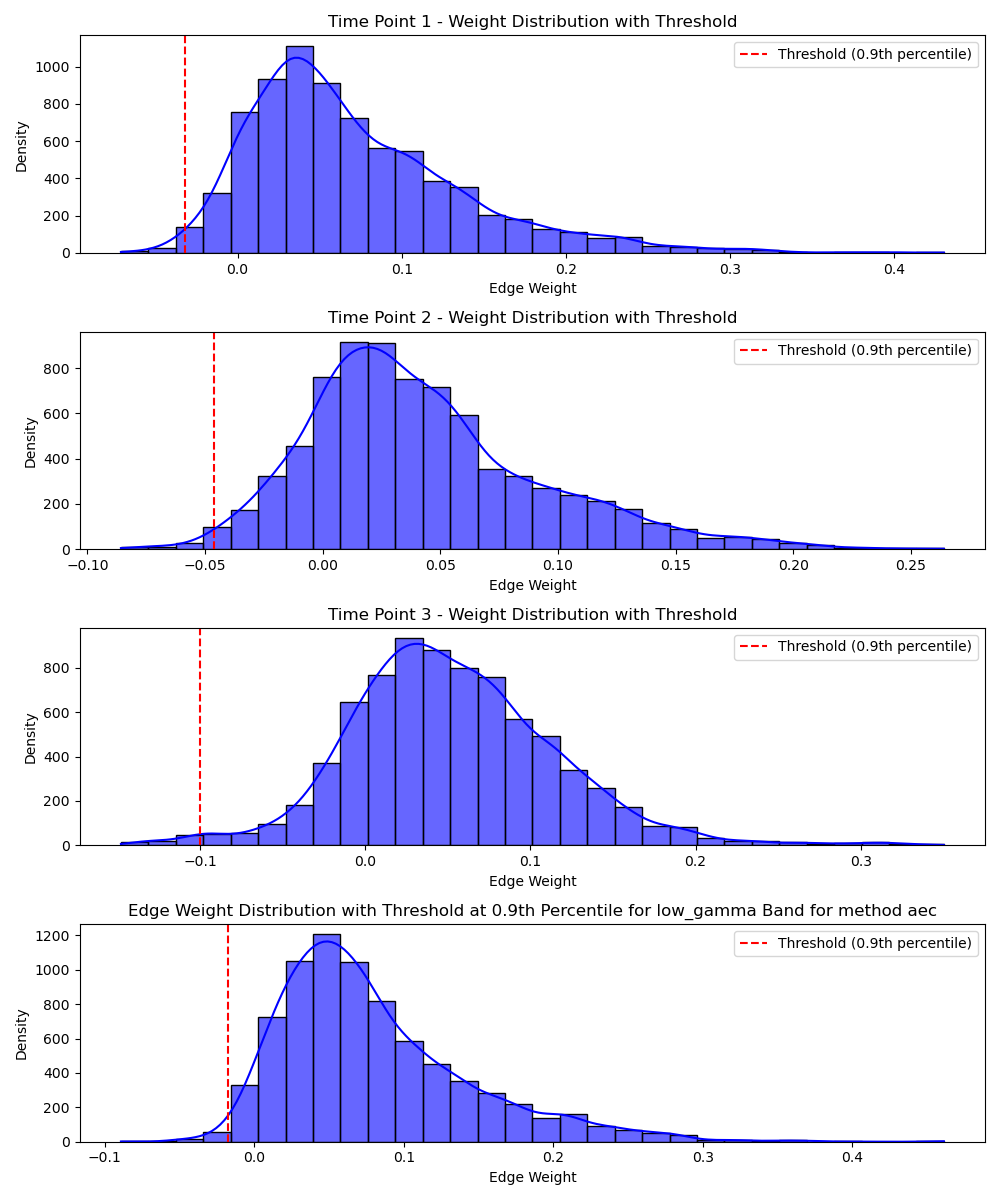 Time Point 1 - Weight Distribution with Threshold
Threshold (0.9th percentile)
Density
1000
800
600
400
200
0
0.0 0.1 0.2 0.3 0.4
Edge Weight
Time Point 2 - Weight Distribution with Threshold
Threshold (0.9th percentile)
Density
800
600
400
200
0
−0.10 −0.05 0.00 0.05 0.10 0.15 0.20 0.25
Edge Weight
Time Point 3 - Weight Distribution with Threshold
Threshold (0.9th percentile)
Density
800
600
400
200
0
−0.1 0.0 0.1 0.2 0.3
Edge Weight
Edge Weight Distribution with Threshold at 0.9th Percentile for low_gamma Band for method aec
Threshold (0.9th percentile)
Density
1200
1000
800
600
400
200
0
−0.1 0.0 0.1 0.2 0.3 0.4
Edge Weight